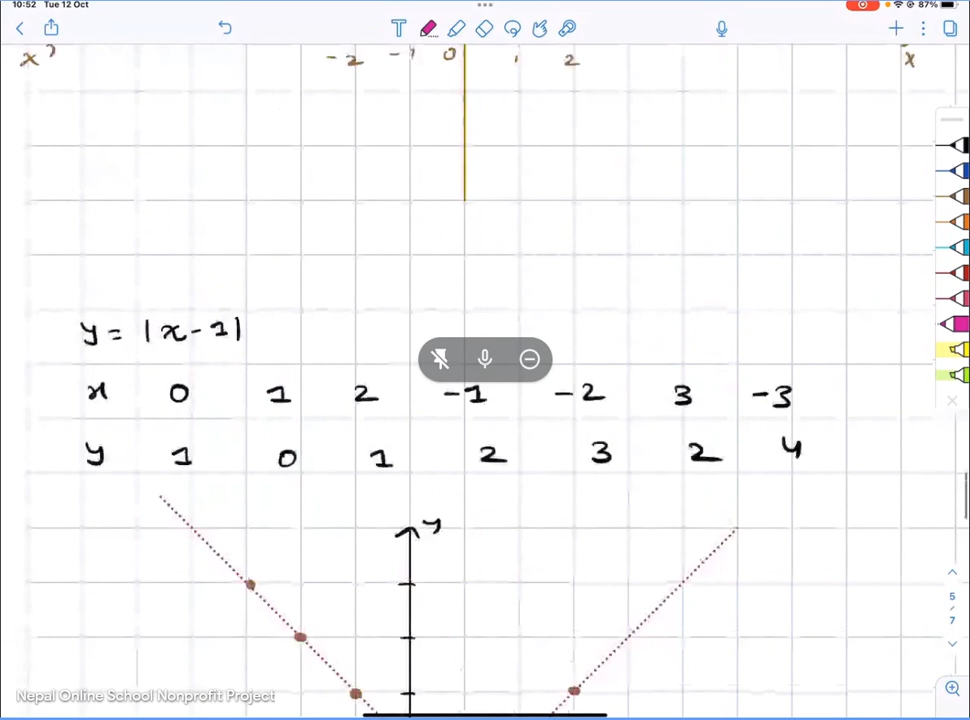 10:52 Tue 12 Oct 87%
T
x' -2 -1 0 1 2 x
y = |x-1|
x 0 1 2 -1 -2 3 -3
y 1 0 1 2 3 2 4
y
5
/
7
Nepal Online School Nonprofit Project